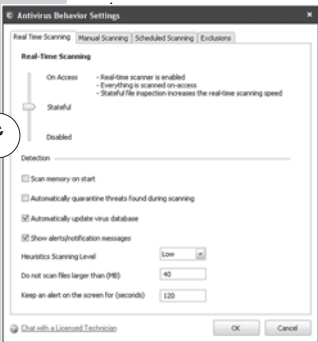 Antivirus Behavior Settings
Real Time Scanning Manual Scanning Scheduled Scanning Exclusions
Real-Time Scanning
On Access - Real-time scanner is enabled
- Everything is scanned on-access
- Stateful file inspection increases the real-time scanning speed
Stateful
Disabled
Detection
Scan memory on start
Automatically quarantine threats found during scanning
Automatically update virus database
Show alerts/notification messages
Heuristics Scanning Level Low
Do not scan files larger than (MB) 40
Keep an alert on the screen for (seconds) 120
Chat with a Licensed Technician OK Cancel